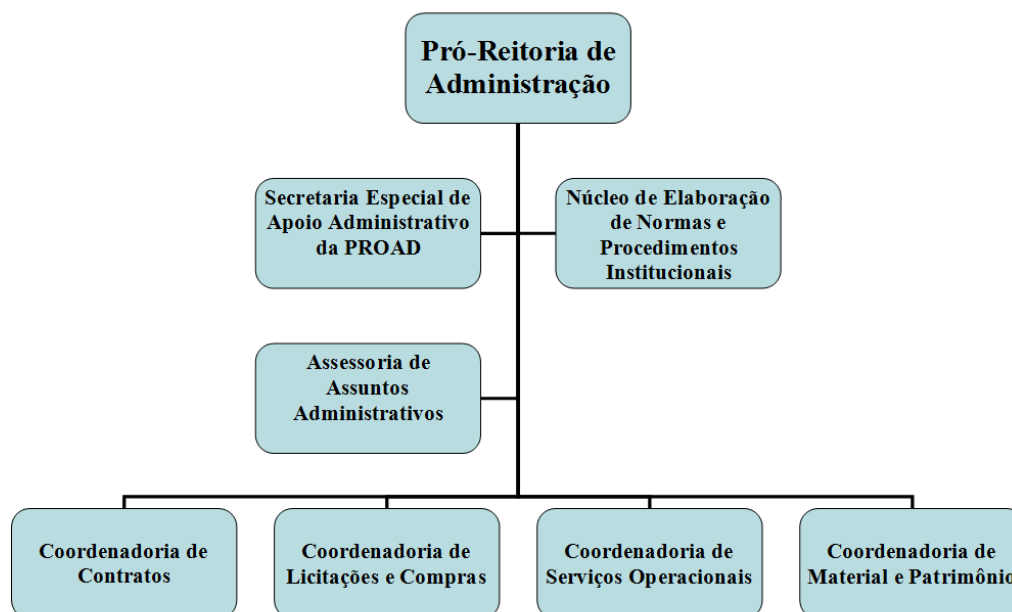 Pró-Reitoria de
Administração
Secretaria Especial de
Apoio Administrativo
da PROAD
Núcleo de Elaboração
de Normas e
Procedimentos
Institucionais
Assessoria de
Assuntos
Administrativos
Coordenadoria de
Contratos
Coordenadoria de
Licitações e Compras
Coordenadoria de
Serviços Operacionais
Coordenadoria de
Material e Patrimônio